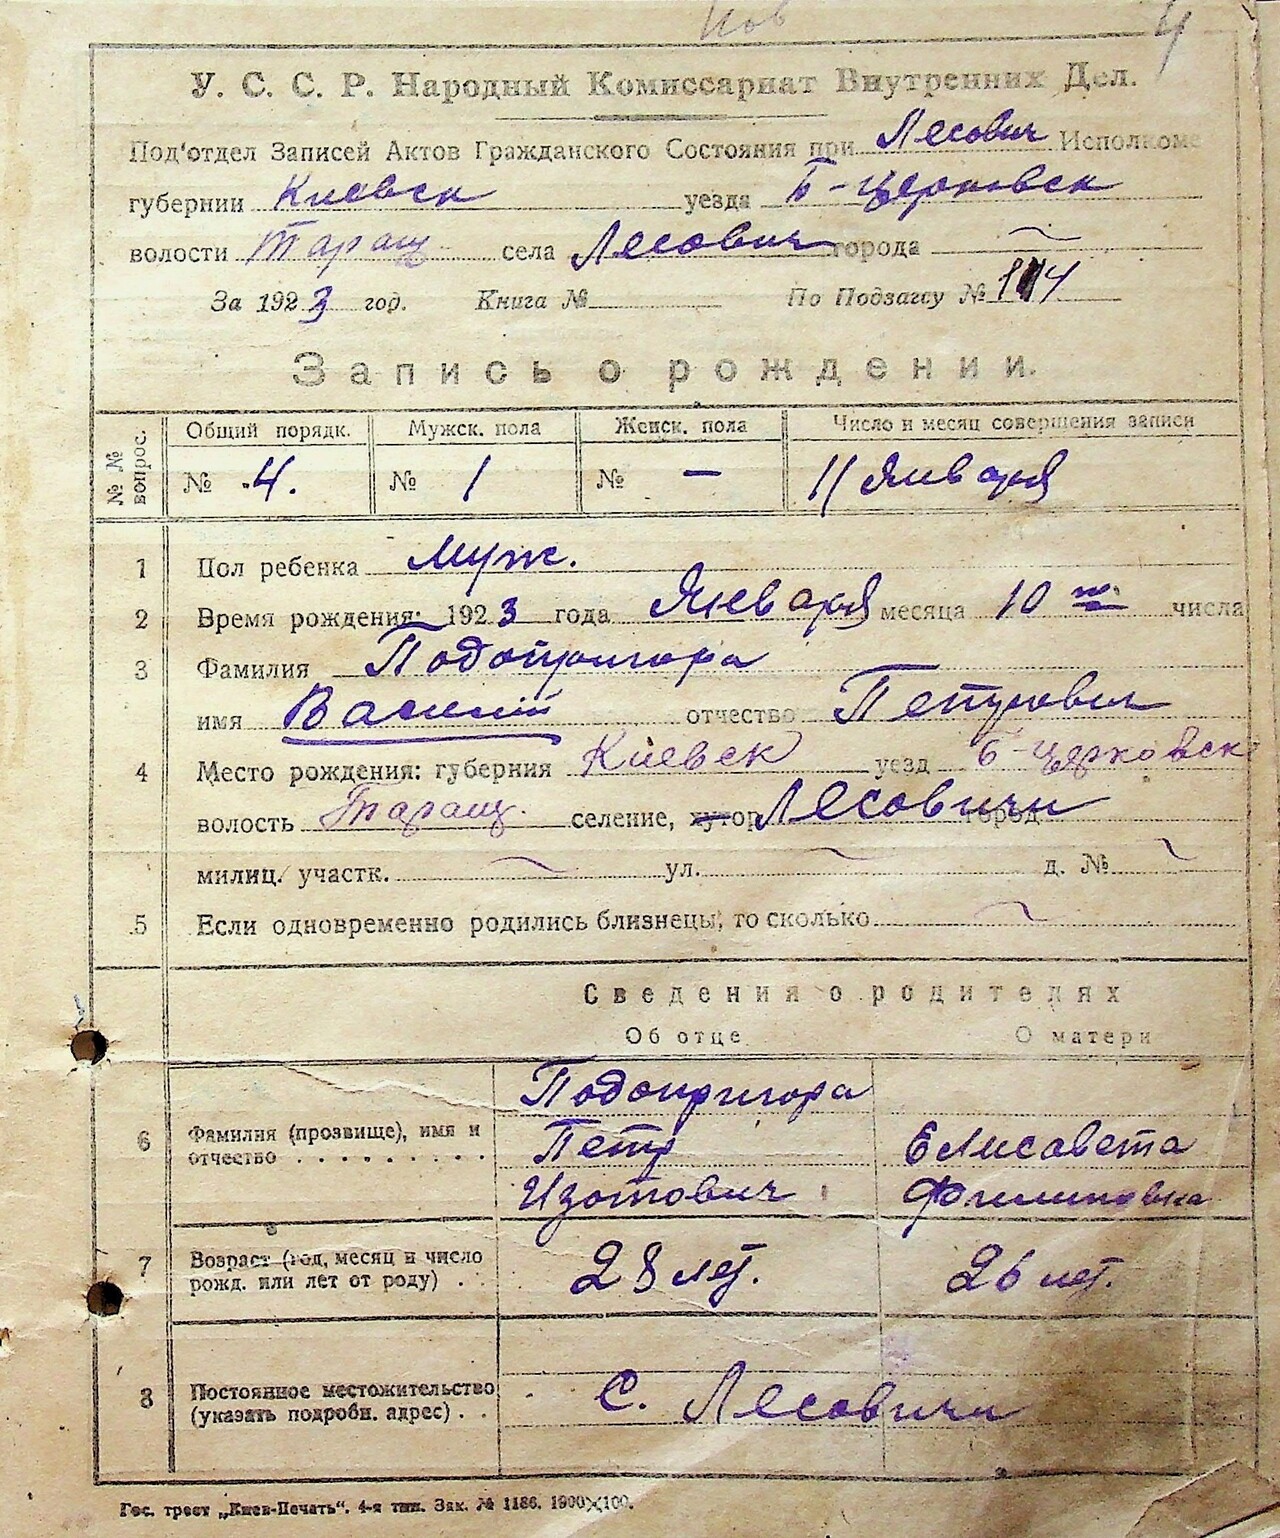 Нов 4
У. С. С. Р. Народный Комиссариат Внутренних Дел.
Под'отдел Записей Актов Гражданского Состояния при Лесович Исполкоме
губернии Киевск уезда Б-Церковск
волости Таращ села Лесович города ~
За 1923 год. Книга № По Подзагсу №
Запись о рождении.
№ № вопрос. Общий порядк. Мужск. пола Женск. пола Число и месяц совершения записи
№ 4. № 1 № — 11 Января
1 Пол ребенка Муж.
2 Время рождения: 1923 года Января месяца 10го числа
3 Фамилия Подопригора
имя Василий отчество Петрович
4 Место рождения: губерния Киевск уезд Б-Церковск
волость Таращ. селение, хутор Лесовичи город
милиц. участк. ~ ул. ~ д. № ~
5 Если одновременно родились близнецы, то сколько ~
Сведения о родителях
Об отце О матери
Подопригора
6 Фамилия (прозвище), имя и Петр Елисавета
отчество . . . . . . . . . Изотович Филиповна
7 Возраст (год, месяц и число 28 лет. 26 лет.
рожд. или лет от роду) . .
8 Постоянное местожительство С. Лесовичи
(указать подробн. адрес) . .
Гос. трест „Киев-Печать“. 4-я тип. Зак. № 1186. 1900×100.